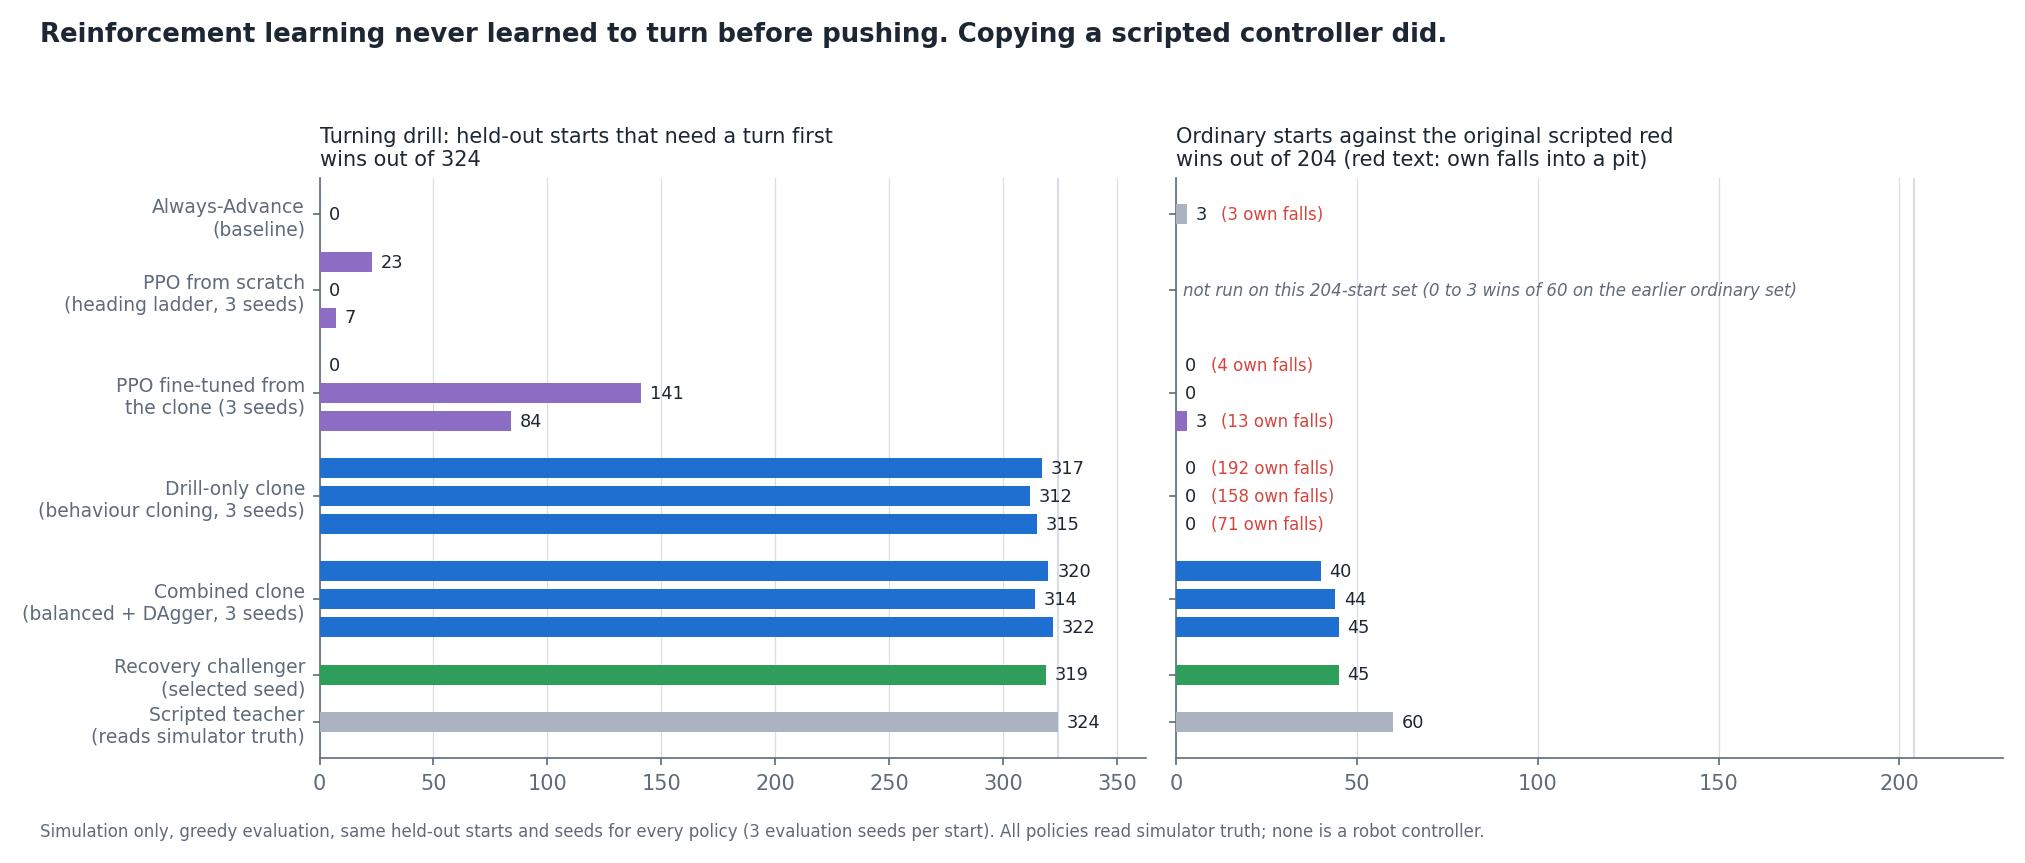 Reinforcement learning never learned to turn before pushing. Copying a scripted controller did.
Turning drill: held-out starts that need a turn first
wins out of 324
Ordinary starts against the original scripted red
wins out of 204 (red text: own falls into a pit)
Always-Advance
(baseline)
0
3 (3 own falls)
PPO from scratch
(heading ladder, 3 seeds)
23
0
7
not run on this 204-start set (0 to 3 wins of 60 on the earlier ordinary set)
PPO fine-tuned from
the clone (3 seeds)
0
141
84
0 (4 own falls)
0
3 (13 own falls)
Drill-only clone
(behaviour cloning, 3 seeds)
317
312
315
0 (192 own falls)
0 (158 own falls)
0 (71 own falls)
Combined clone
(balanced + DAgger, 3 seeds)
320
314
322
40
44
45
Recovery challenger
(selected seed)
319
45
Scripted teacher
(reads simulator truth)
324
60
0 50 100 150 200 250 300 350
0 50 100 150 200
Simulation only, greedy evaluation, same held-out starts and seeds for every policy (3 evaluation seeds per start). All policies read simulator truth; none is a robot controller.